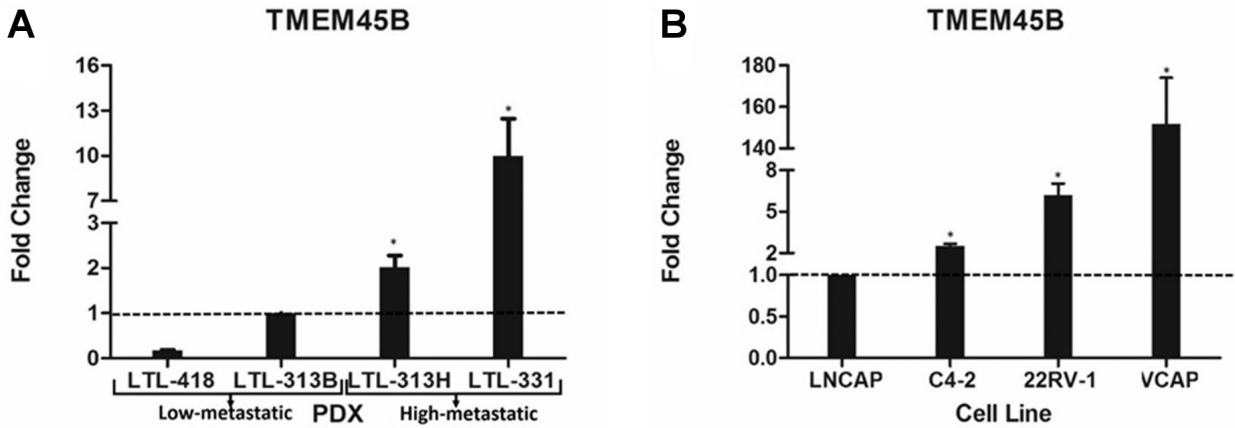 A
TMEM45B
Fold Change
16
13
10
7
3
2
1
0
*
*
LTL-418 LTL-313B LTL-313H LTL-331
Low-metastatic PDX High-metastatic
B
TMEM45B
Fold Change
180
160
140
8
5
2
1.0
0.5
0.0
*
*
*
LNCAP C4-2 22RV-1 VCAP
Cell Line